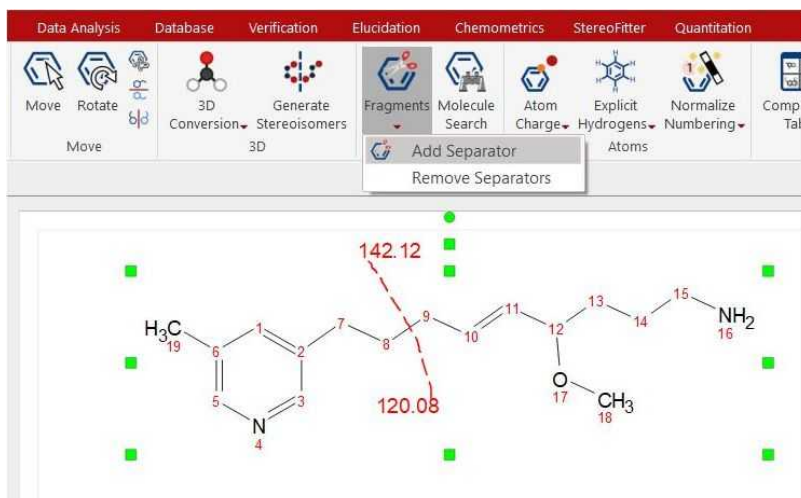 Data Analysis Database Verification Elucidation Chemometrics StereoFitter Quantitation
Move Rotate 3D Conversion Generate Stereoisomers Fragments Molecule Search Atom Charge Explicit Hydrogens Normalize Numbering
Move 3D Atoms
Add Separator
Remove Separators
142.12
15
13
9 11
NH2
7
16
H3C 1 10 12 14
19 2 8
6
O CH3
17 18
5 3 120.08
N
4